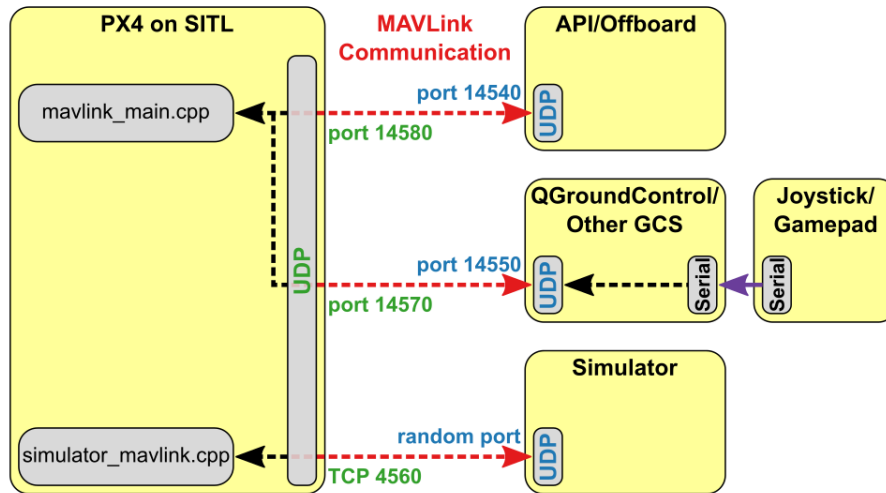 PX4 on SITL
MAVLink
Communication
API/Offboard
mavlink_main.cpp
port 14540
UDP
port 14580
QGroundControl/
Other GCS
Joystick/
Gamepad
UDP
port 14550
UDP
Serial
Serial
port 14570
Simulator
simulator_mavlink.cpp
random port
UDP
TCP 4560